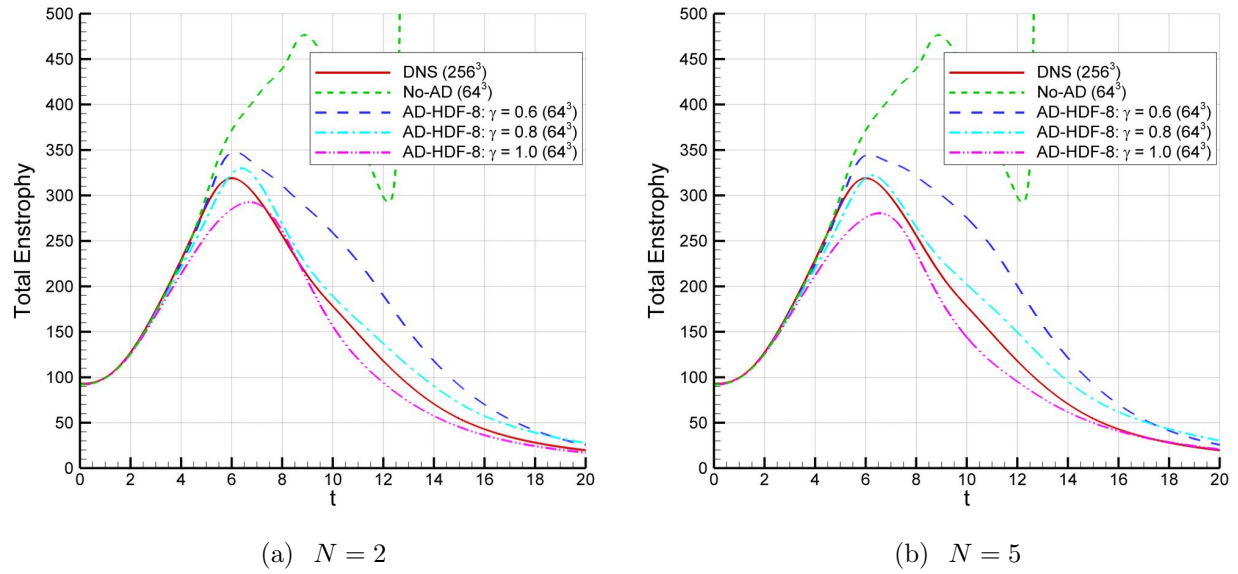 Total Enstrophy
500
450
400
350
300
250
200
150
100
50
0
0 2 4 6 8 10 12 14 16 18 20
t
DNS (256³)
No-AD (64³)
AD-HDF-8: γ = 0.6 (64³)
AD-HDF-8: γ = 0.8 (64³)
AD-HDF-8: γ = 1.0 (64³)
(a) N = 2
Total Enstrophy
500
450
400
350
300
250
200
150
100
50
0
0 2 4 6 8 10 12 14 16 18 20
t
DNS (256³)
No-AD (64³)
AD-HDF-8: γ = 0.6 (64³)
AD-HDF-8: γ = 0.8 (64³)
AD-HDF-8: γ = 1.0 (64³)
(b) N = 5